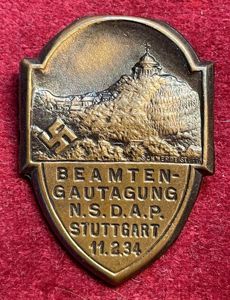 BEAMTEN-
GAUTAGUNG
N.S.D.A.P.
STUTTGART
11.2.34